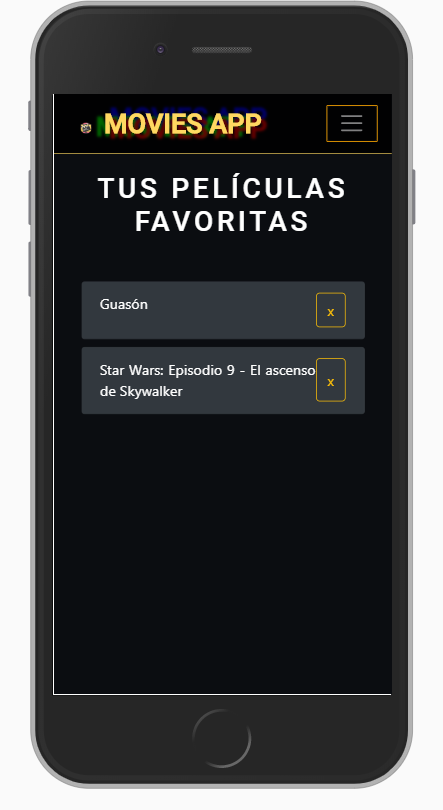 MOVIES APP
TUS PELÍCULAS
FAVORITAS
Guasón
x
Star Wars: Episodio 9 - El ascenso
de Skywalker
x